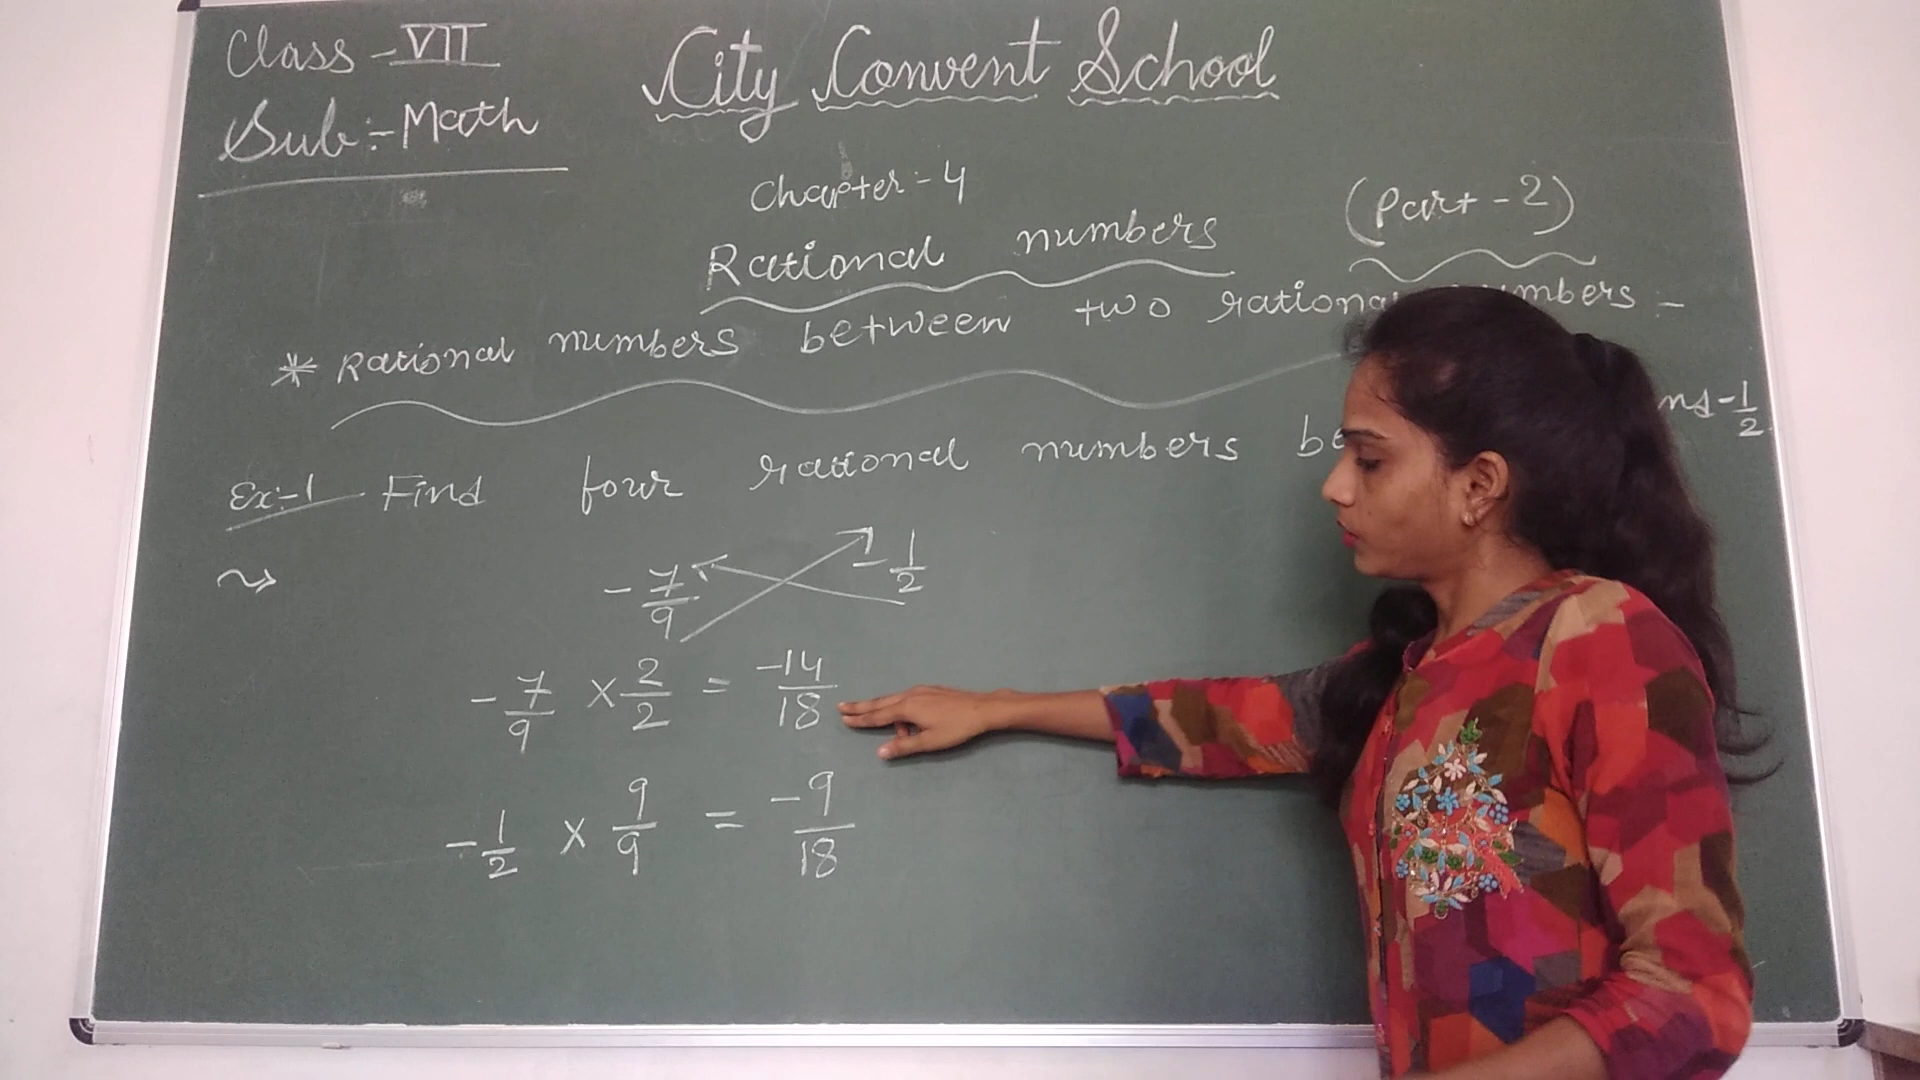 Class - VII
Sub:- Math
City Convent School
Chapter:- 4
Rational numbers (Part - 2)
* Rational numbers between two rational numbers :-
Ex:-1 Find four rational numbers be nd -1/2.
-7/9 -1/2
-7/9 × 2/2 = -14/18
-1/2 × 9/9 = -9/18